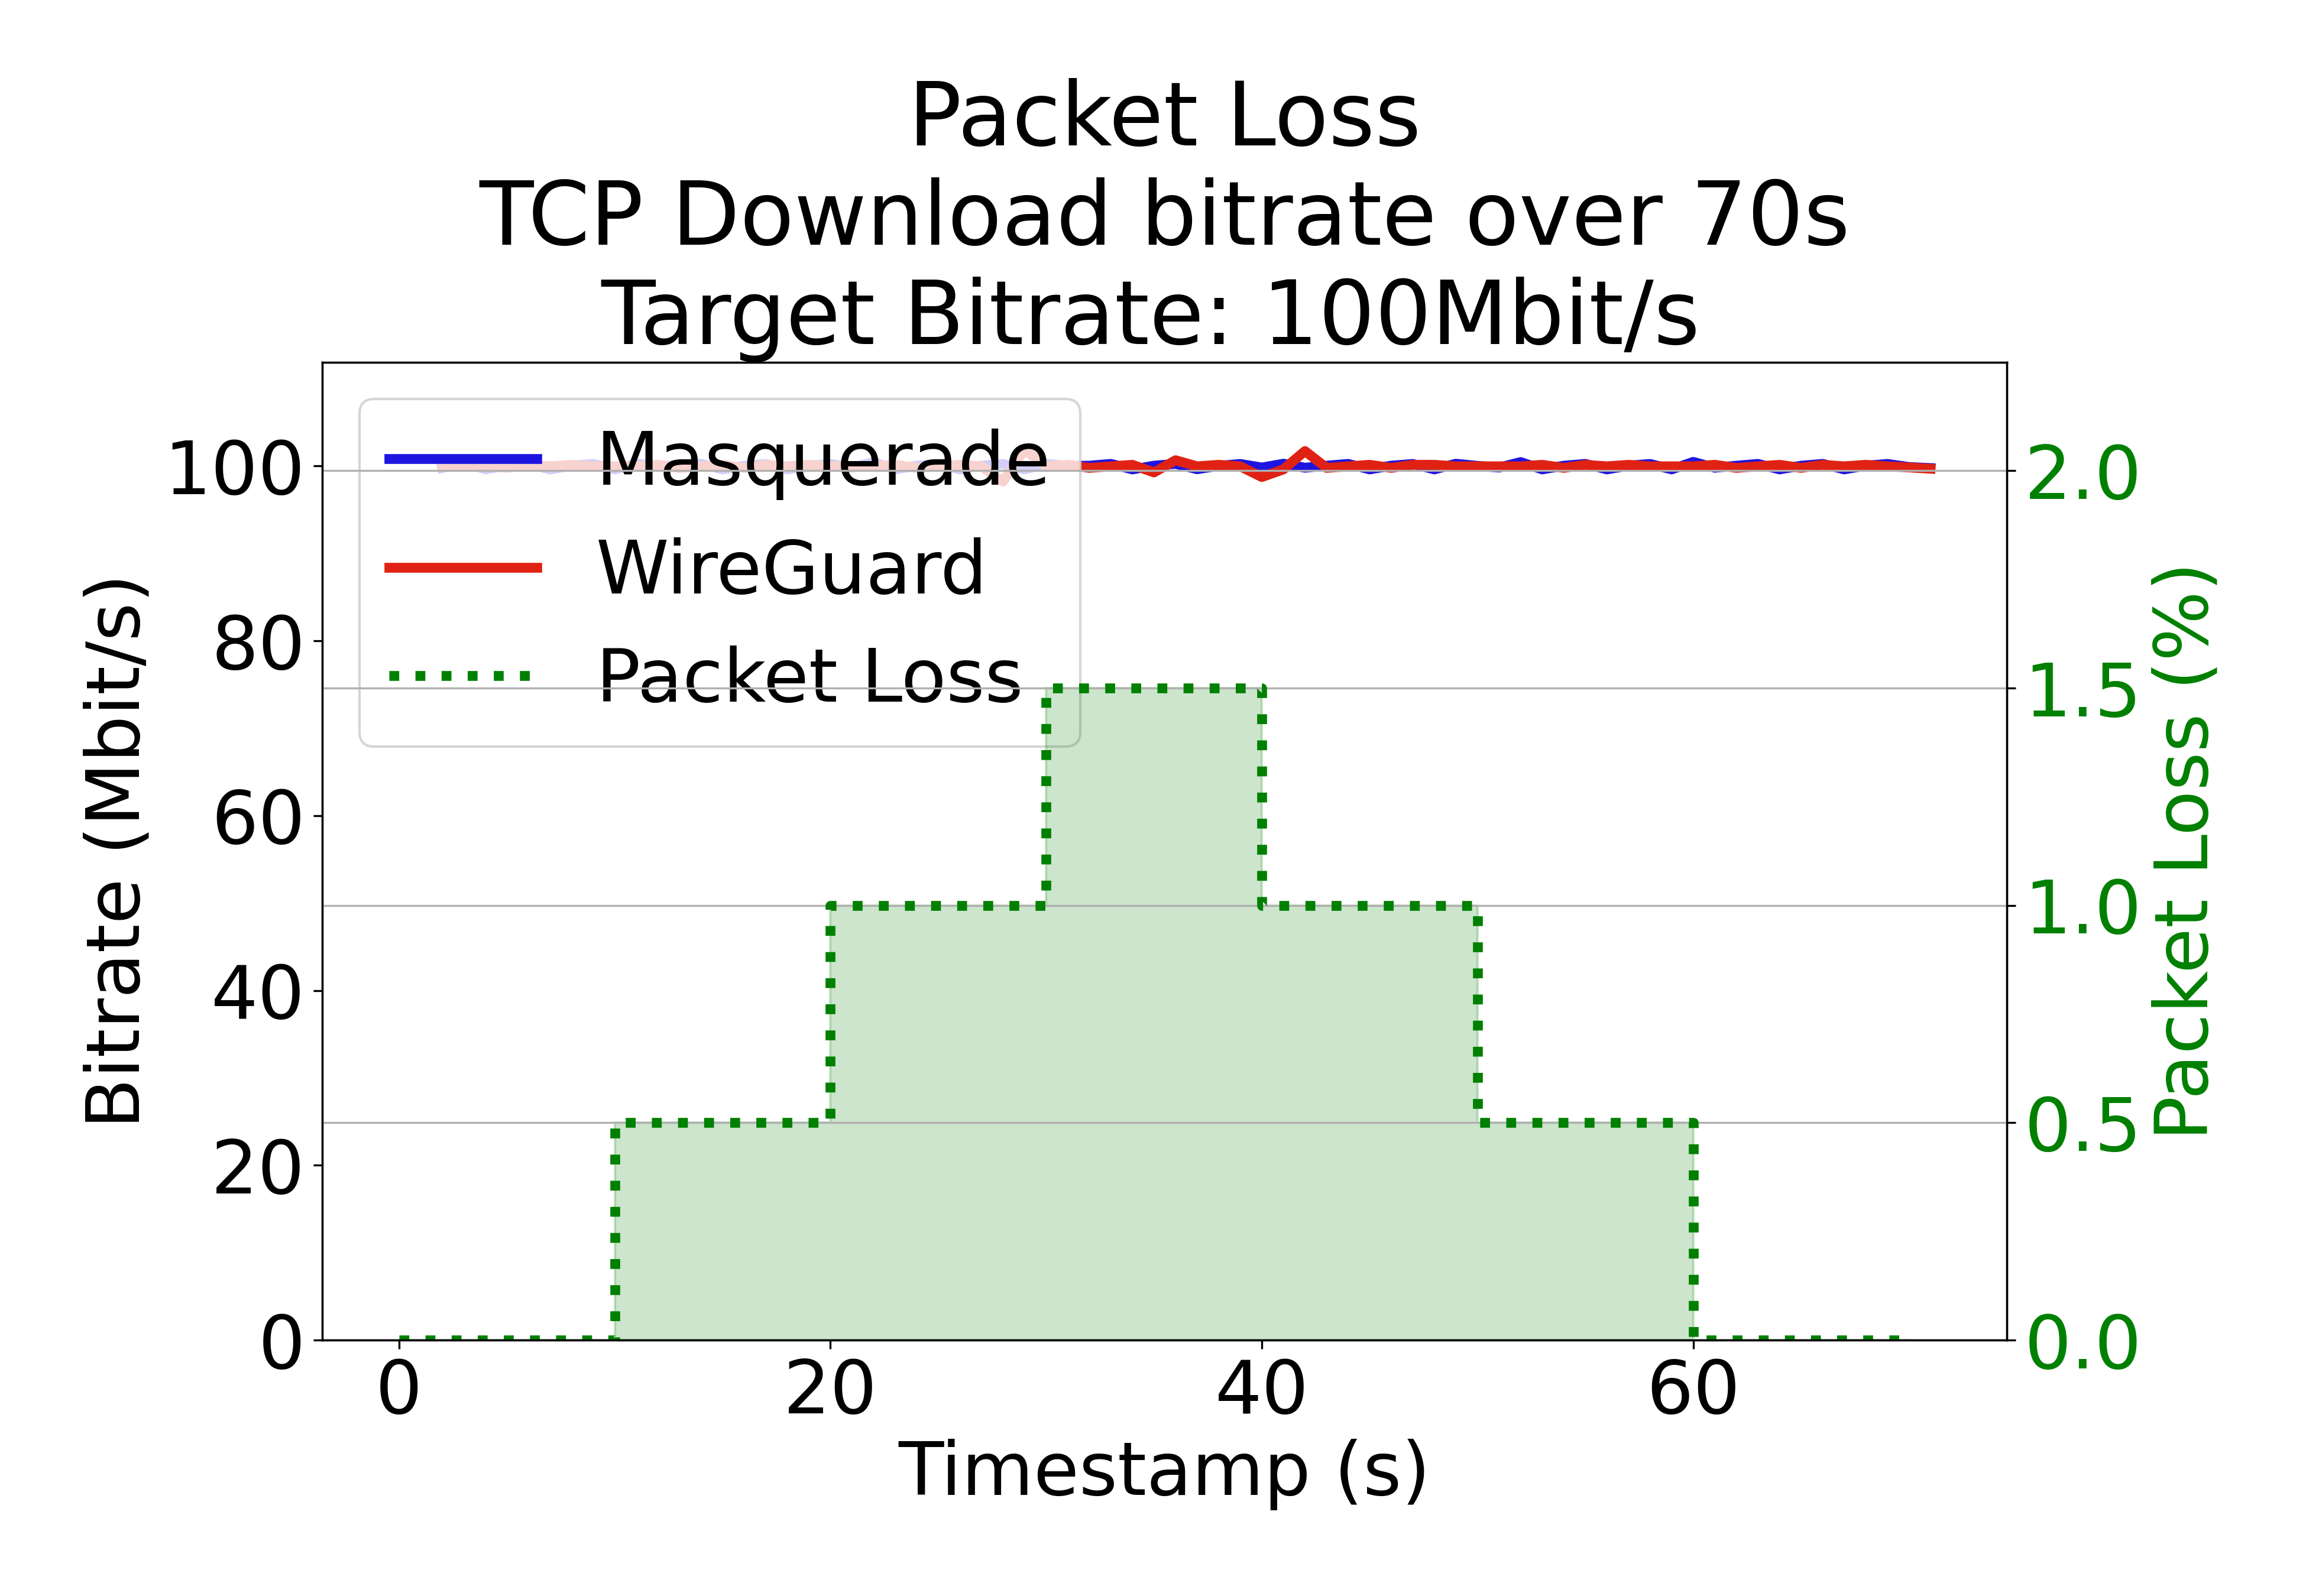 Packet Loss
TCP Download bitrate over 70s
Target Bitrate: 100Mbit/s
Masquerade
WireGuard
Packet Loss
Bitrate (Mbit/s)
100
80
60
40
20
0
2.0
1.5
1.0
0.5
0.0
Packet Loss (%)
0 20 40 60
Timestamp (s)